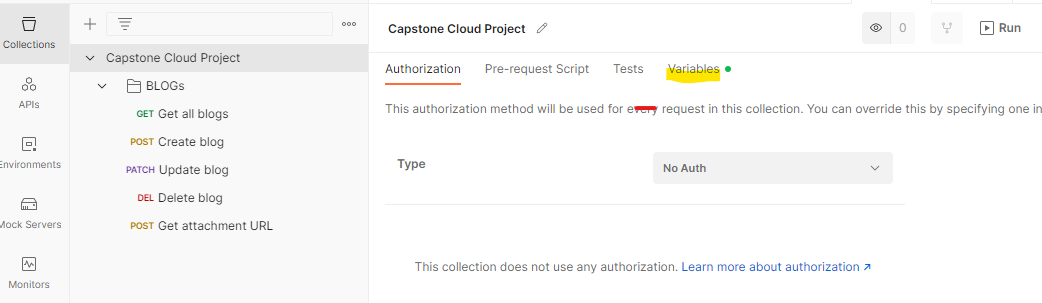 Collections
APIs
Environments
Mock Servers
Monitors
Capstone Cloud Project
BLOGs
GET Get all blogs
POST Create blog
PATCH Update blog
DEL Delete blog
POST Get attachment URL
Capstone Cloud Project
0
Run
Authorization Pre-request Script Tests Variables
This authorization method will be used for every request in this collection. You can override this by specifying one in
Type
No Auth
This collection does not use any authorization. Learn more about authorization ↗